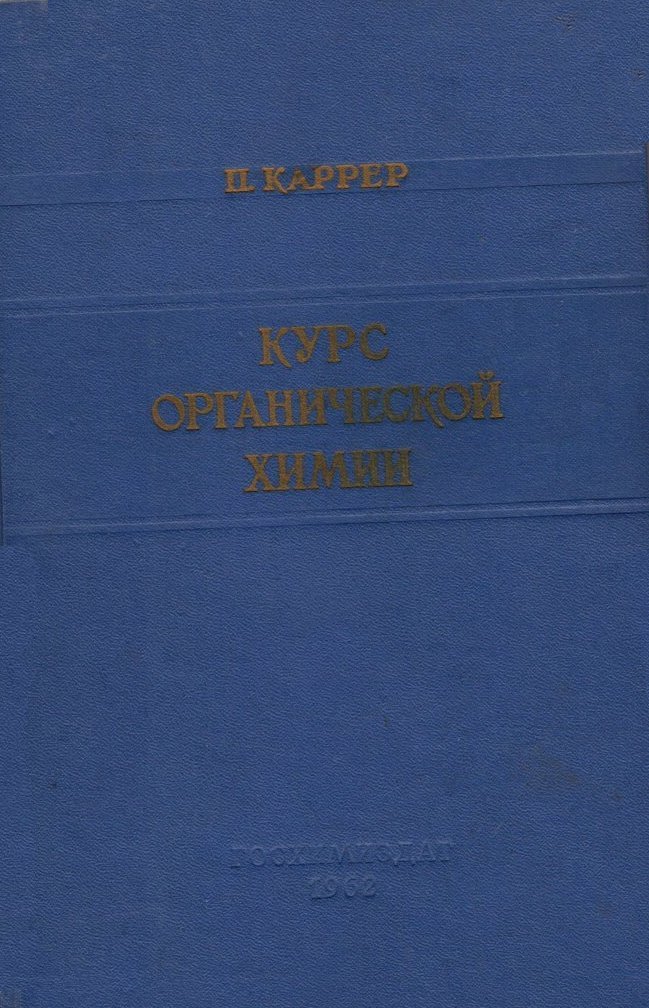 П. КАРРЕР
КУРС
ОРГАНИЧЕСКОЙ
ХИМИИ
ГОСХИМИЗДАТ
1962